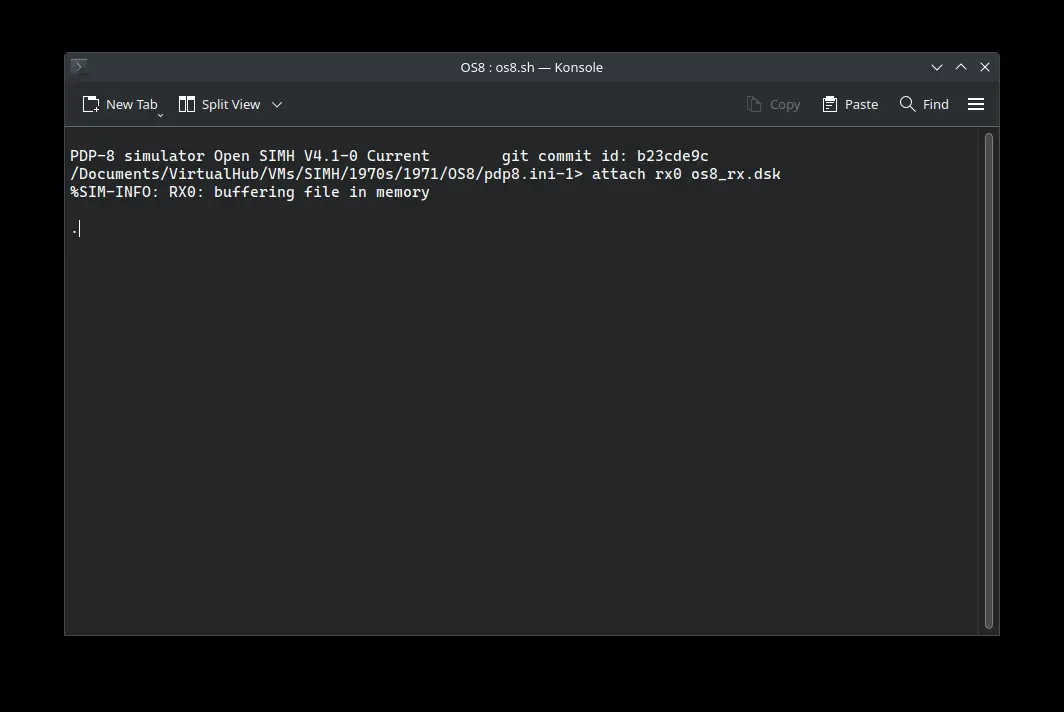 OS8 : os8.sh — Konsole
New Tab
Split View
Copy
Paste
Find
PDP-8 simulator Open SIMH V4.1-0 Current        git commit id: b23cde9c
/Documents/VirtualHub/VMs/SIMH/1970s/1971/OS8/pdp8.ini-1> attach rx0 os8_rx.dsk
%SIM-INFO: RX0: buffering file in memory
.